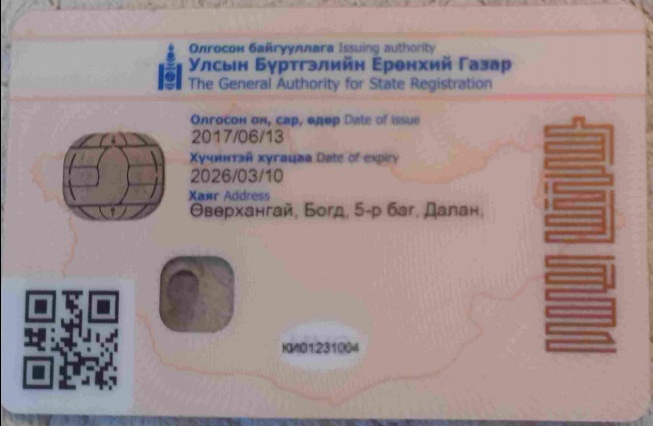 Олгосон байгууллага Issuing authority
Улсын Бүртгэлийн Ерөнхий Газар
The General Authority for State Registration
Олгосон он, сар, өдөр Date of issue
2017/06/13
Хүчинтэй хугацаа Date of expiry
2026/03/10
Хаяг Address
Өвөрхангай, Богд, 5-р баг, Далан,
КИ01231004